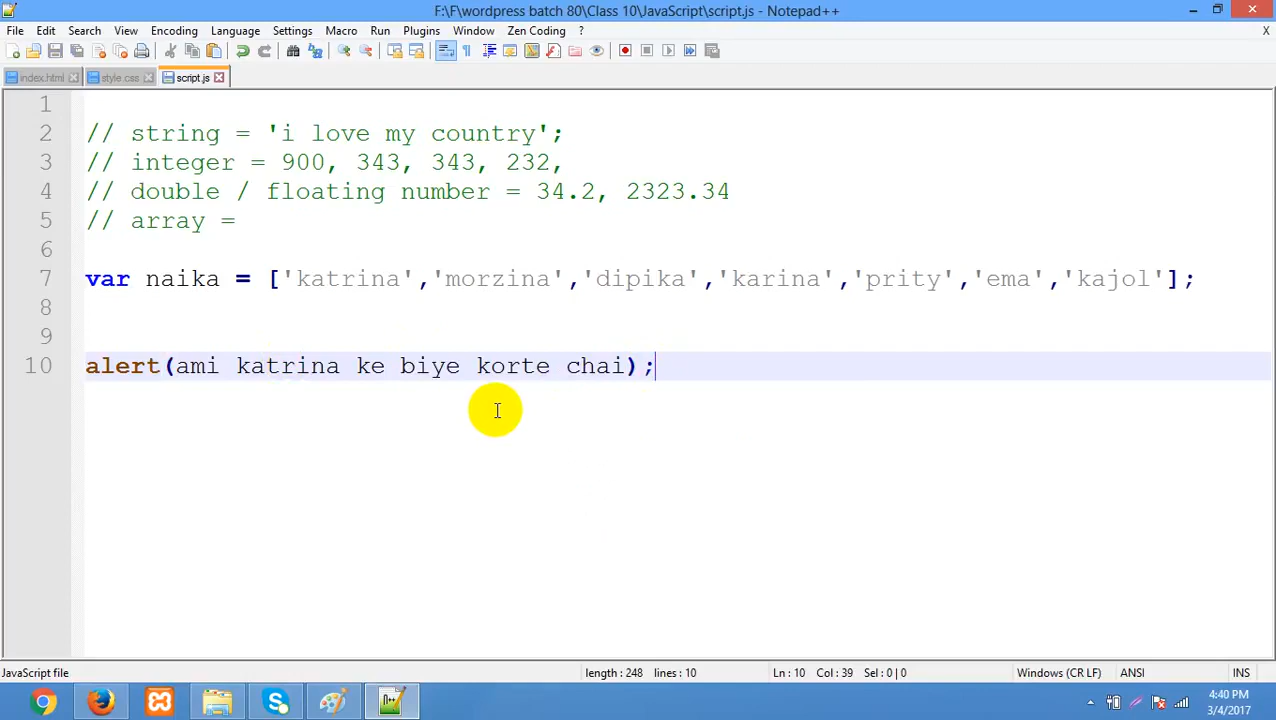 F:\F\wordpress batch 80\Class 10\JavaScript\script.js - Notepad++
File Edit Search View Encoding Language Settings Macro Run Plugins Window Zen Coding ? X
index.html style.css script.js
1
2 // string = 'i love my country';
3 // integer = 900, 343, 343, 232,
4 // double / floating number = 34.2, 2323.34
5 // array =
6
7 var naika = ['katrina','morzina','dipika','karina','prity','ema','kajol'];
8
9
10 alert(ami katrina ke biye korte chai);
JavaScript file length : 248 lines : 10 Ln : 10 Col : 39 Sel : 0 | 0 Windows (CR LF) ANSI INS
4:40 PM
3/4/2017